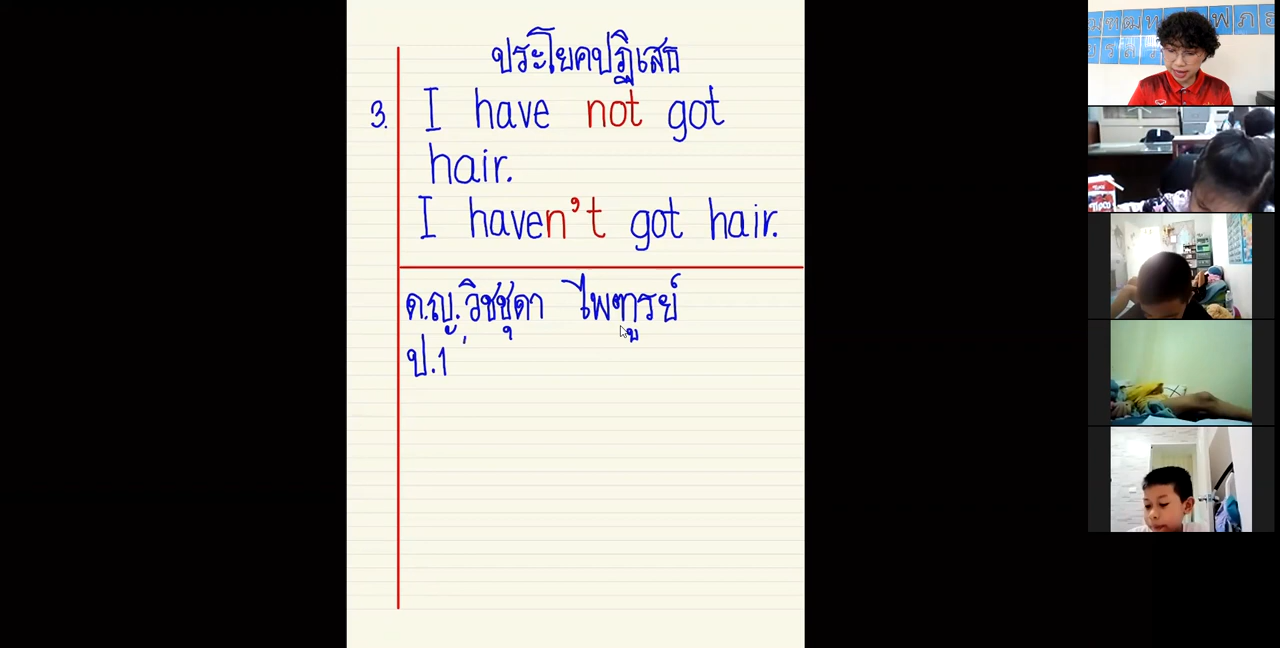 ประโยคปฏิเสธ
3. I have not got
hair.
I haven't got hair.
ด.ญ.วิชชุดา ไพฑูรย์
ป.1